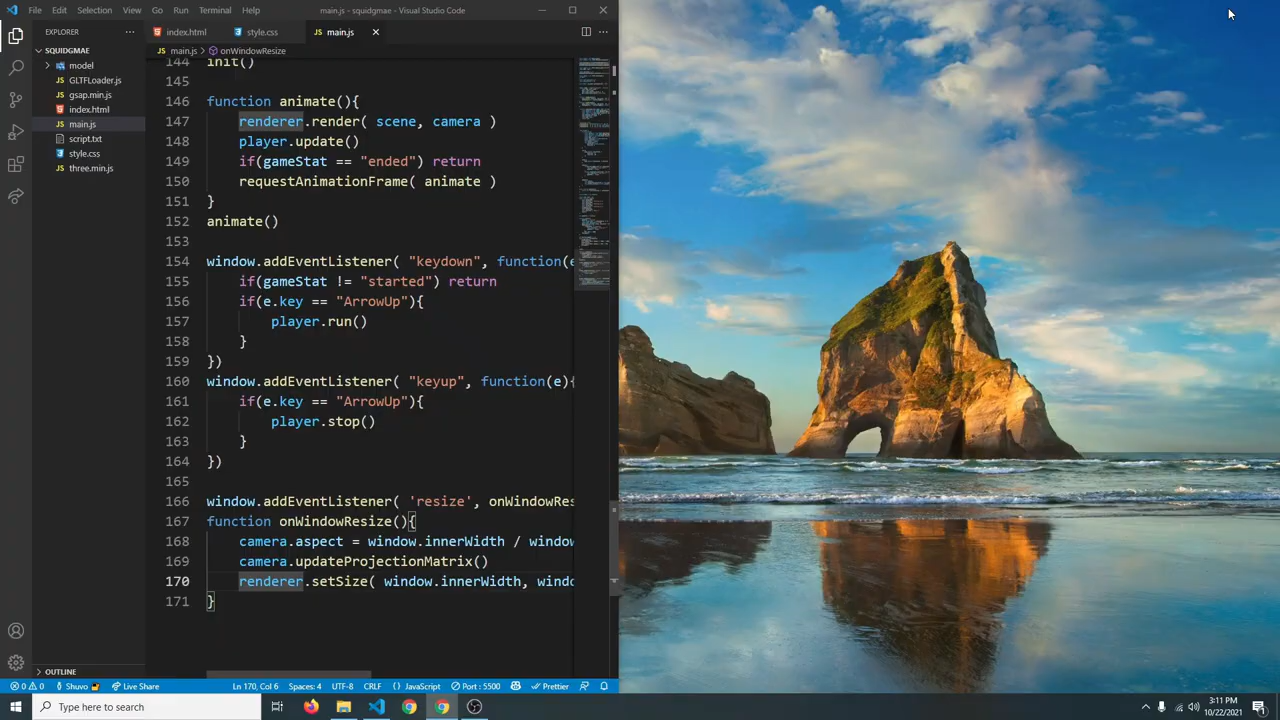 File Edit Selection View Go Run Terminal Help main.js - squidgmae - Visual Studio Code
EXPLORER
SQUIDGMAE
model
GLTFLoader.js
gsap.min.js
index.html
main.js
script.txt
style.css
three.min.js
OUTLINE
index.html style.css main.js
main.js > onWindowResize
144 init()
145
146 function animate(){
147 renderer.render( scene, camera )
148 player.update()
149 if(gameStat == "ended") return
150 requestAnimationFrame( animate
151 }
152 animate()
153
154 window.addEventListener( "keydown", function(e
155 if(gameStat != "started") return
156 if(e.key == "ArrowUp"){
157 player.run()
158 }
159 })
160 window.addEventListener( "keyup", function(e){
161 if(e.key == "ArrowUp"){
162 player.stop()
163 }
164 })
165
166 window.addEventListener( 'resize', onWindowRes
167 function onWindowResize(){
168 camera.aspect = window.innerWidth / window
169 camera.updateProjectionMatrix()
170 renderer.setSize( window.innerWidth, windo
171 }
0 0 Shuvo Live Share Ln 170, Col 6 Spaces: 4 UTF-8 CRLF {} JavaScript Port : 5500 Prettier
Type here to search
3:11 PM
10/22/2021
1